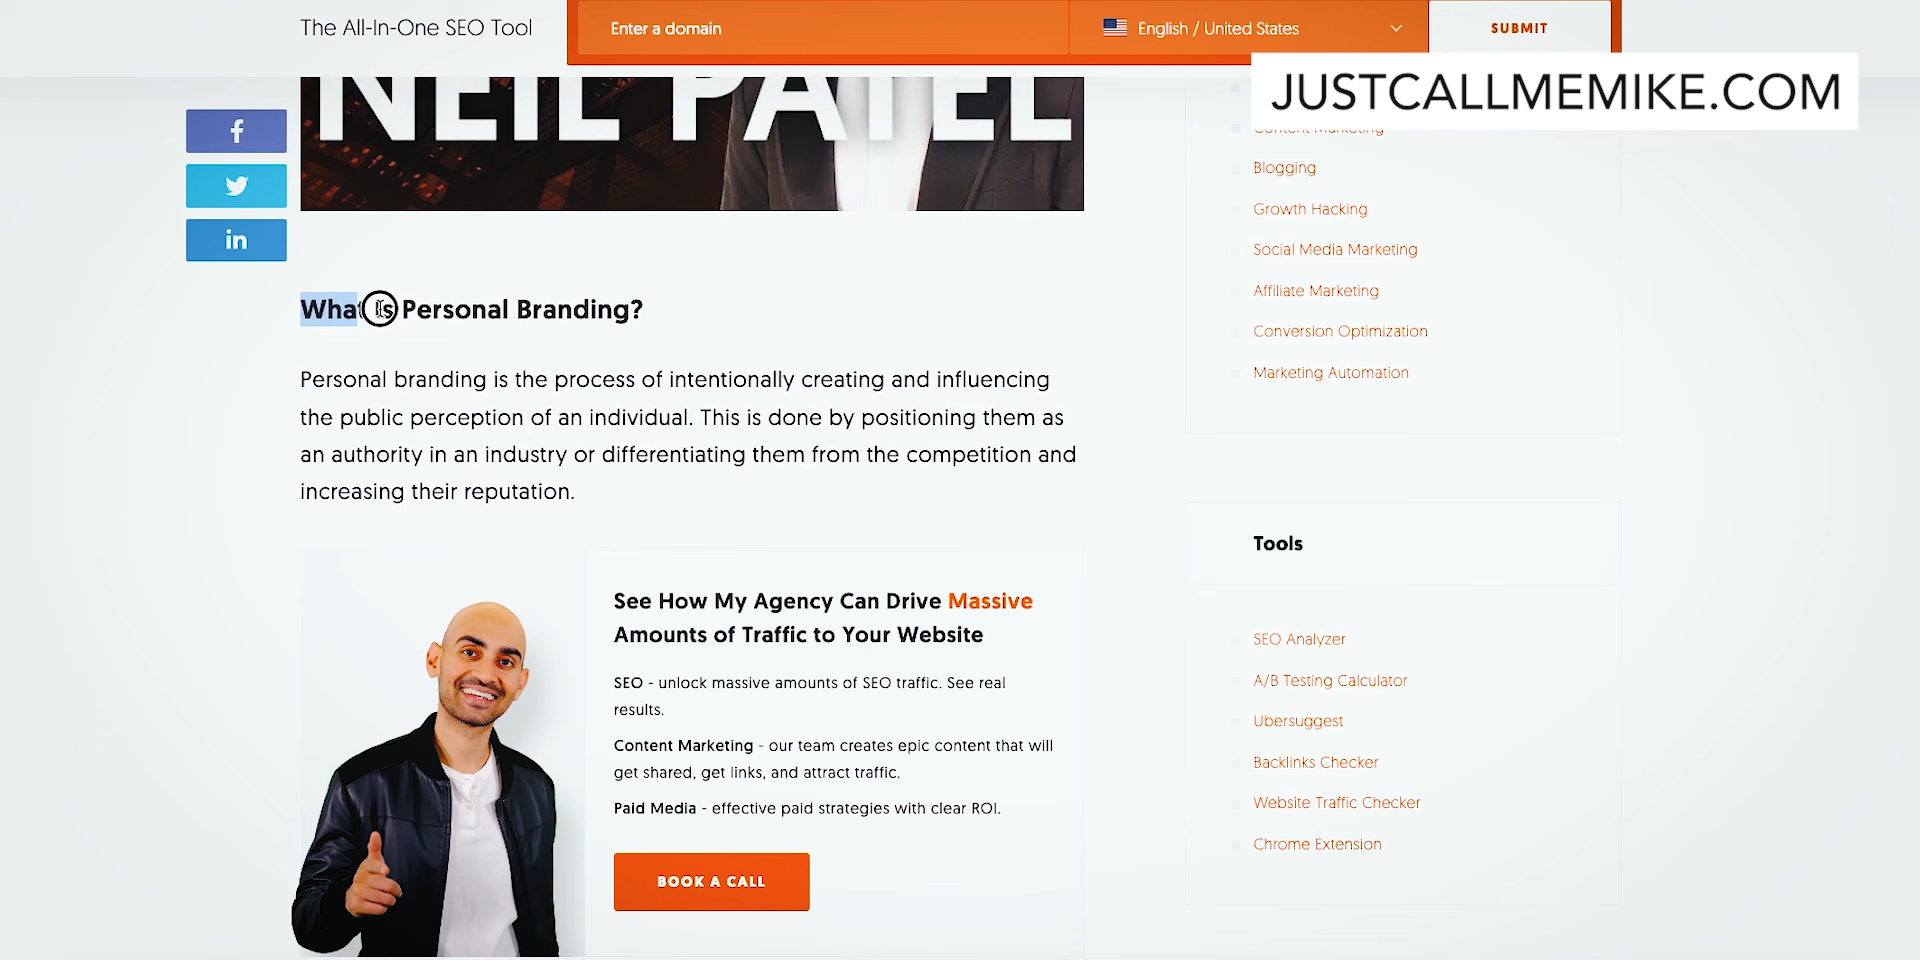 The All-In-One SEO Tool
Enter a domain
English / United States
SUBMIT
JUSTCALLMEMIKE.COM
NEIL PATEL
Content Marketing
Blogging
Growth Hacking
Social Media Marketing
Affiliate Marketing
Conversion Optimization
Marketing Automation
What is Personal Branding?
Personal branding is the process of intentionally creating and influencing
the public perception of an individual. This is done by positioning them as
an authority in an industry or differentiating them from the competition and
increasing their reputation.
See How My Agency Can Drive Massive
Amounts of Traffic to Your Website
SEO - unlock massive amounts of SEO traffic. See real
results.
Content Marketing - our team creates epic content that will
get shared, get links, and attract traffic.
Paid Media - effective paid strategies with clear ROI.
BOOK A CALL
Tools
SEO Analyzer
A/B Testing Calculator
Ubersuggest
Backlinks Checker
Website Traffic Checker
Chrome Extension